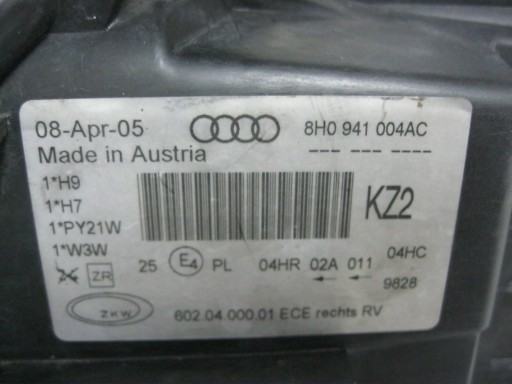 08-Apr-05 8H0 941 004AC
Made in Austria --- --- ----
1*H9
1*H7 KZ2
1*PY21W
1*W3W 04HC
ZR 25 E4 PL 04HR 02A 011
9828
ZKW 602.04.000.01 ECE rechts RV